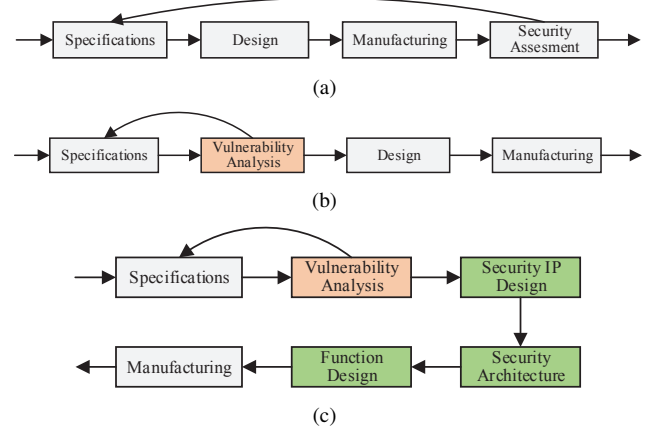 Specifications
Design
Manufacturing
Security
Assesment
(a)
Specifications
Vulnerability
Analysis
Design
Manufacturing
(b)
Specifications
Vulnerability
Analysis
Security IP
Design
Manufacturing
Function
Design
Security
Architecture
(c)